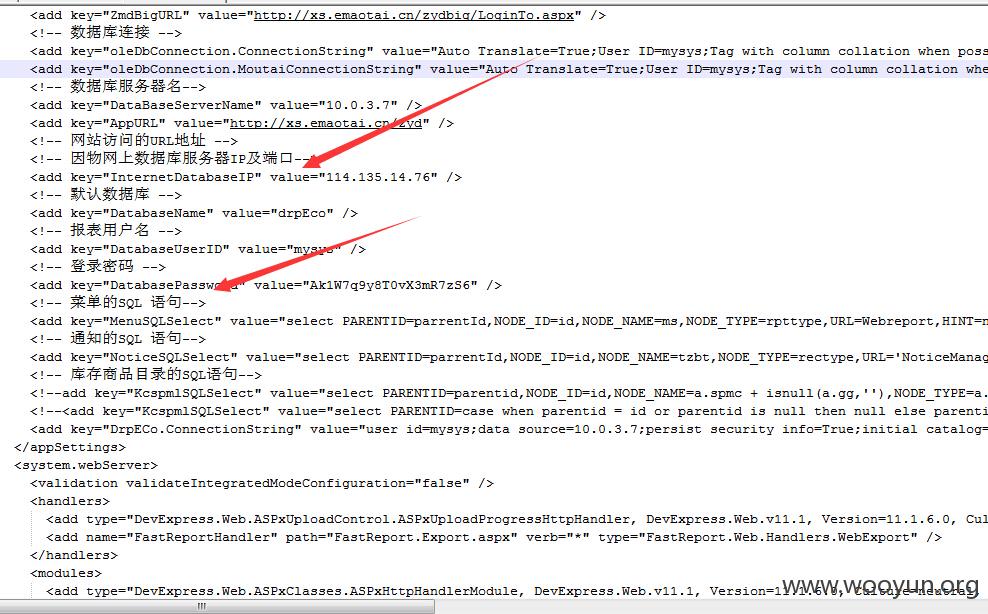 <add key="ZmdBigURL" value="http://xs.emaotai.cn/zydbig/LoginTo.aspx" />
<!-- 数据库连接 -->
<add key="oleDbConnection.ConnectionString" value="Auto Translate=True;User ID=mysys;Tag with column collation when poss
<add key="oleDbConnection.MoutaiConnectionString" value="Auto Translate=True;User ID=mysys;Tag with column collation whe
<!-- 数据库服务器名-->
<add key="DataBaseServerName" value="10.0.3.7" />
<add key="AppURL" value="http://xs.emaotai.cn/zyd" />
<!-- 网站访问的URL地址 -->
<!-- 因物网上数据库服务器IP及端口-->
<add key="InternetDatabaseIP" value="114.135.14.76" />
<!-- 默认数据库 -->
<add key="DatabaseName" value="drpEco" />
<!-- 报表用户名 -->
<add key="DatabaseUserID" value="mysys" />
<!-- 登录密码 -->
<add key="DatabasePassword" value="Ak1W7q9y8T0vX3mR7zS6" />
<!-- 菜单的SQL 语句-->
<add key="MenuSQLSelect" value="select PARENTID=parrentId,NODE_ID=id,NODE_NAME=ms,NODE_TYPE=rpttype,URL=Webreport,HINT=n
<!-- 通知的SQL 语句-->
<add key="NoticeSQLSelect" value="select PARENTID=parrentId,NODE_ID=id,NODE_NAME=tzbt,NODE_TYPE=rectype,URL='NoticeManag
<!-- 库存商品目录的SQL语句-->
<!--add key="KcspmlSQLSelect" value="select PARENTID=parentid,NODE_ID=id,NODE_NAME=a.spmc + isnull(a.gg,''),NODE_TYPE=a.
<!--<add key="KcspmlSQLSelect" value="select PARENTID=case when parentid = id or parentid is null then null else parenti
<add key="DrpECo.ConnectionString" value="user id=mysys;data source=10.0.3.7;persist security info=True;initial catalog=
</appSettings>
<system.webServer>
<validation validateIntegratedModeConfiguration="false" />
<handlers>
<add type="DevExpress.Web.ASPxUploadControl.ASPxUploadProgressHttpHandler, DevExpress.Web.v11.1, Version=11.1.6.0, Cul
<add name="FastReportHandler" path="FastReport.Export.aspx" verb="*" type="FastReport.Web.Handlers.WebExport" />
</handlers>
<modules>
<add type="DevExpress.Web.ASPxClasses.ASPxHttpHandlerModule, DevExpress.Web.v11.1, Version=11.1.6.0, Culture=neutral,
www.wooyun.org